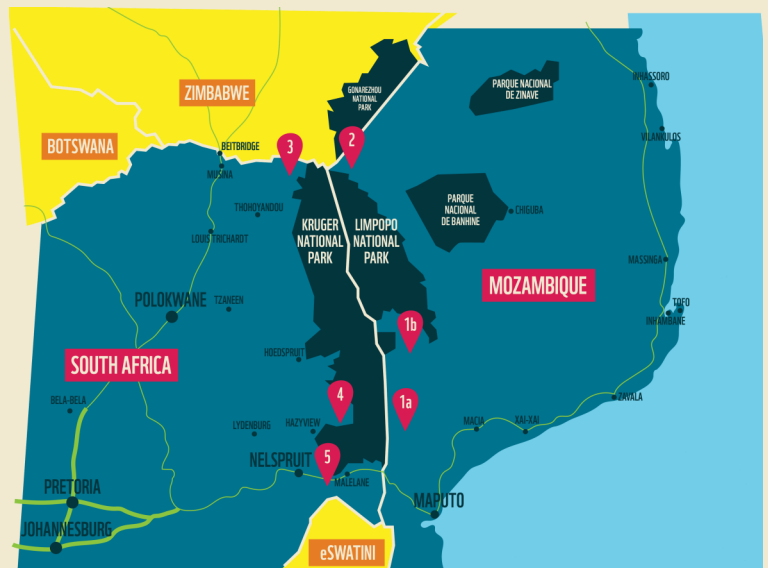 GONAREZHOU
NATIONAL
PARK
PARQUE NACIONAL
DE ZINAVE
WHASSORO
ZIMBABWE
VILANKULOS
BOTSWANA
BEITBRIDGE
3
2
MUSINA
THOHOYANDOU
PARQUE
NACIONAL
DE BANHINE
CHIGUBA
LOUIS TRICHARDT
KRUGER
NATIONAL
PARK
LIMPOPO
NATIONAL
PARK
MASSINGA
MOZAMBIQUE
POLOKWANE
TZANEEN
TOFO
INHAMBANE
1b
SOUTH AFRICA
HOEDSPRUIT
BELA-BELA
4
1a
ZAVALA
LYDENBURG
HAZYVIEW
MACIA
XAI-XAI
NELSPRUIT
5
MALELANE
PRETORIA
MAPUTO
JOHANNESBURG
eSWATINI